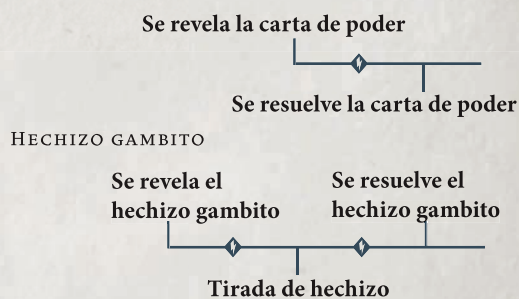 Se revela la carta de poder
Se resuelve la carta de poder
HECHIZO GAMBITO
Se revela el
hechizo gambito
Se resuelve el
hechizo gambito
Tirada de hechizo